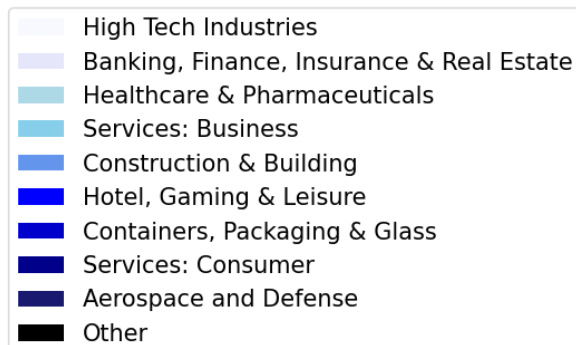 High Tech Industries
Banking, Finance, Insurance & Real Estate
Healthcare & Pharmaceuticals
Services: Business
Construction & Building
Hotel, Gaming & Leisure
Containers, Packaging & Glass
Services: Consumer
Aerospace and Defense
Other